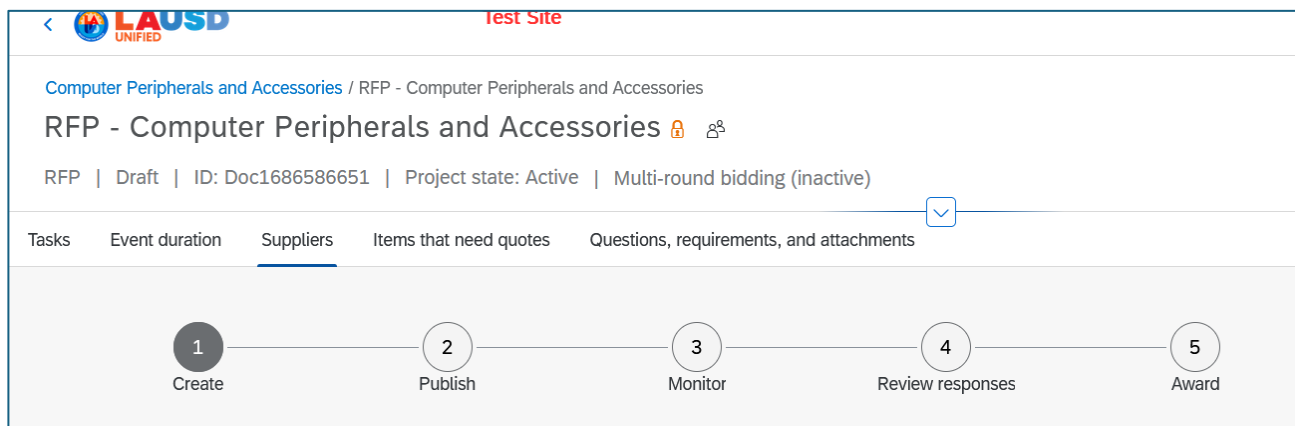 LAUSD
UNIFIED
Test Site
Computer Peripherals and Accessories / RFP - Computer Peripherals and Accessories
RFP - Computer Peripherals and Accessories
RFP | Draft | ID: Doc1686586651 | Project state: Active | Multi-round bidding (inactive)
Tasks Event duration Suppliers Items that need quotes Questions, requirements, and attachments
1 2 3 4 5
Create Publish Monitor Review responses Award